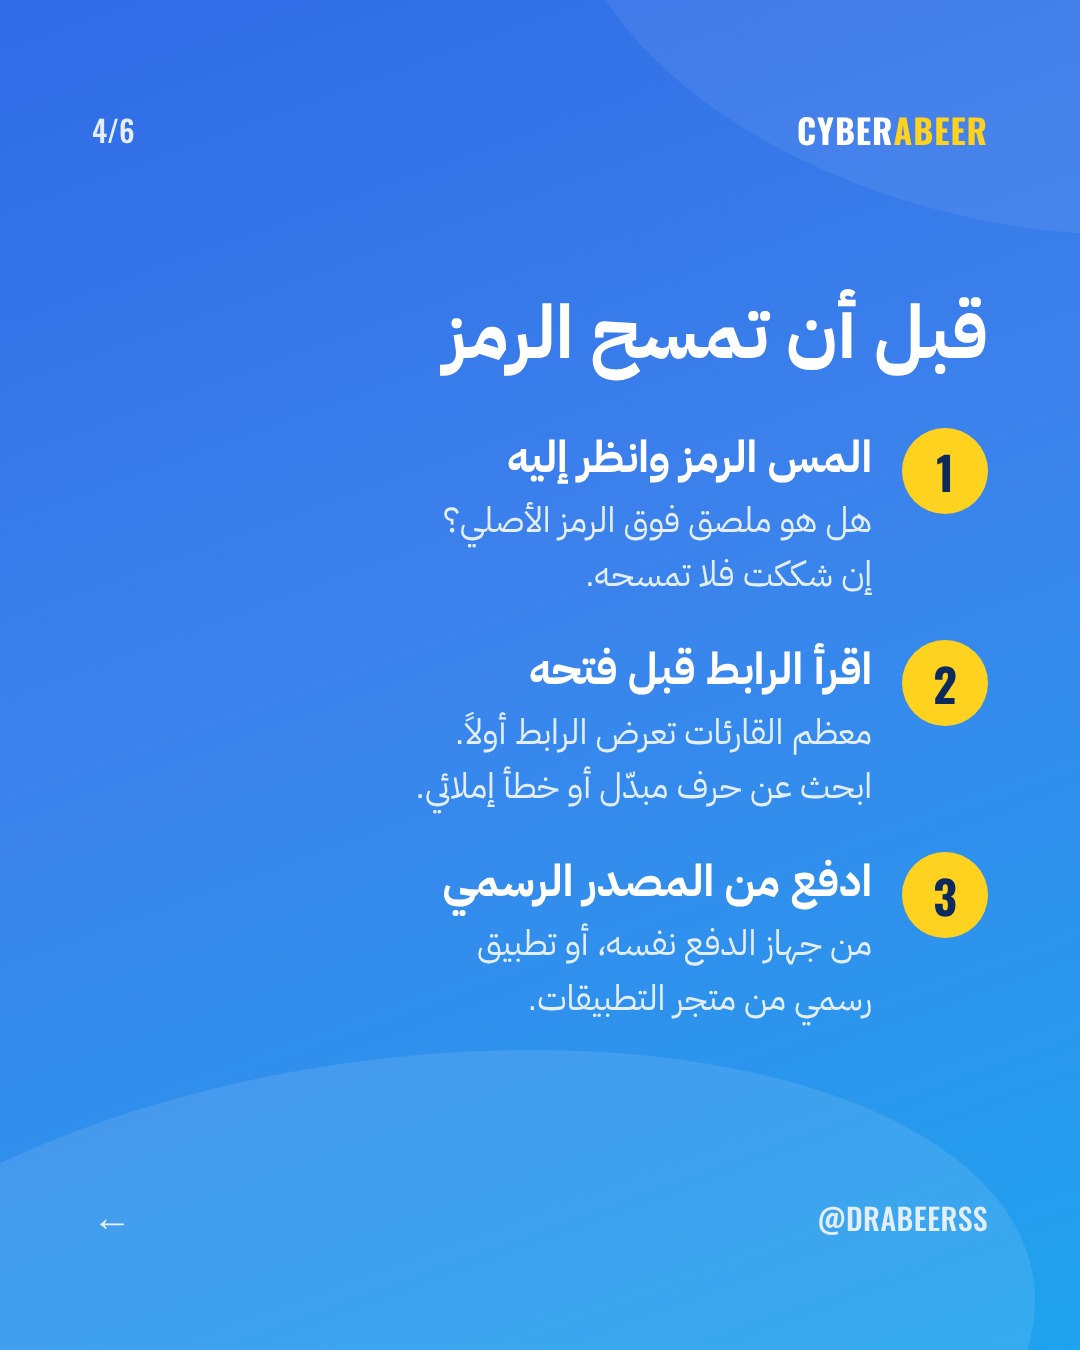 CYBERABEER
4/6
قبل أن تمسح الرمز
1
المس الرمز وانظر إليه
هل هو ملصق فوق الرمز الأصلي؟
إن شككت فلا تمسحه.
2
اقرأ الرابط قبل فتحه
معظم القارئات تعرض الرابط أولاً.
ابحث عن حرف مبدّل أو خطأ إملائي.
3
ادفع من المصدر الرسمي
من جهاز الدفع نفسه، أو تطبيق
رسمي من متجر التطبيقات.
@DRABEERSS
←